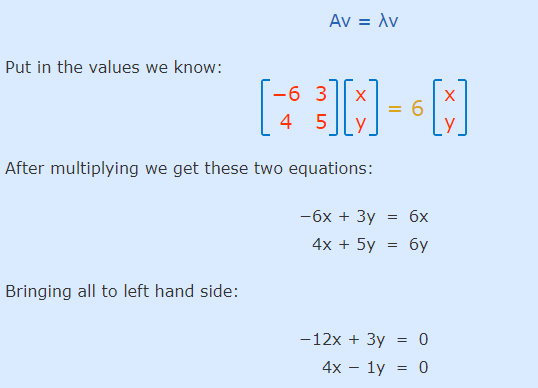 Av = λv
Put in the values we know:
−6 3 x = 6 x
4 5 y y
After multiplying we get these two equations:
−6x + 3y = 6x
4x + 5y = 6y
Bringing all to left hand side:
−12x + 3y = 0
4x − 1y = 0